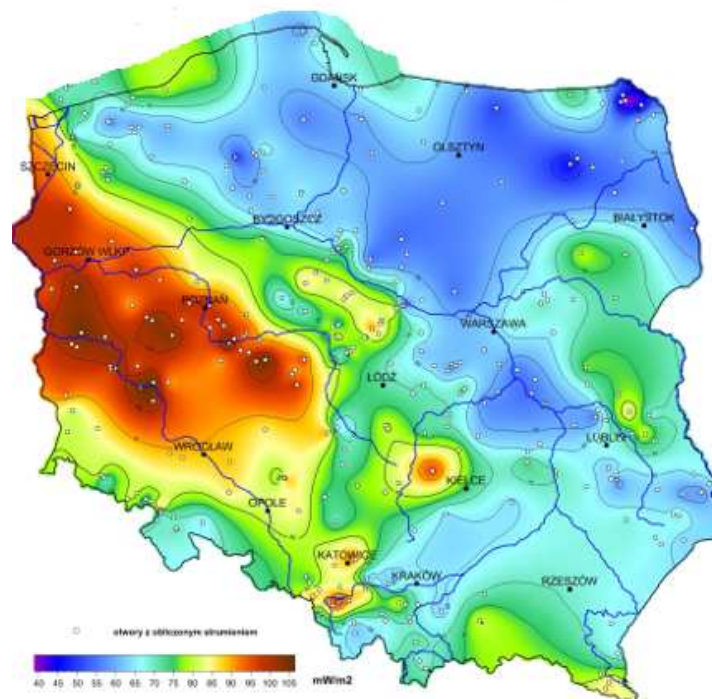 GDAŃSK
OLSZTYN
SZCZECIN
BIAŁYSTOK
BYDGOSZCZ
GORZÓW WLKP
POZNAŃ
WARSZAWA
ŁÓDŹ
LUBLIN
WROCŁAW
KIELCE
OPOLE
KATOWICE
KRAKÓW
RZESZÓW
otwory z obliczonym strumieniem
40 45 50 55 60 65 70 75 80 85 90 95 100 105 mW/m2